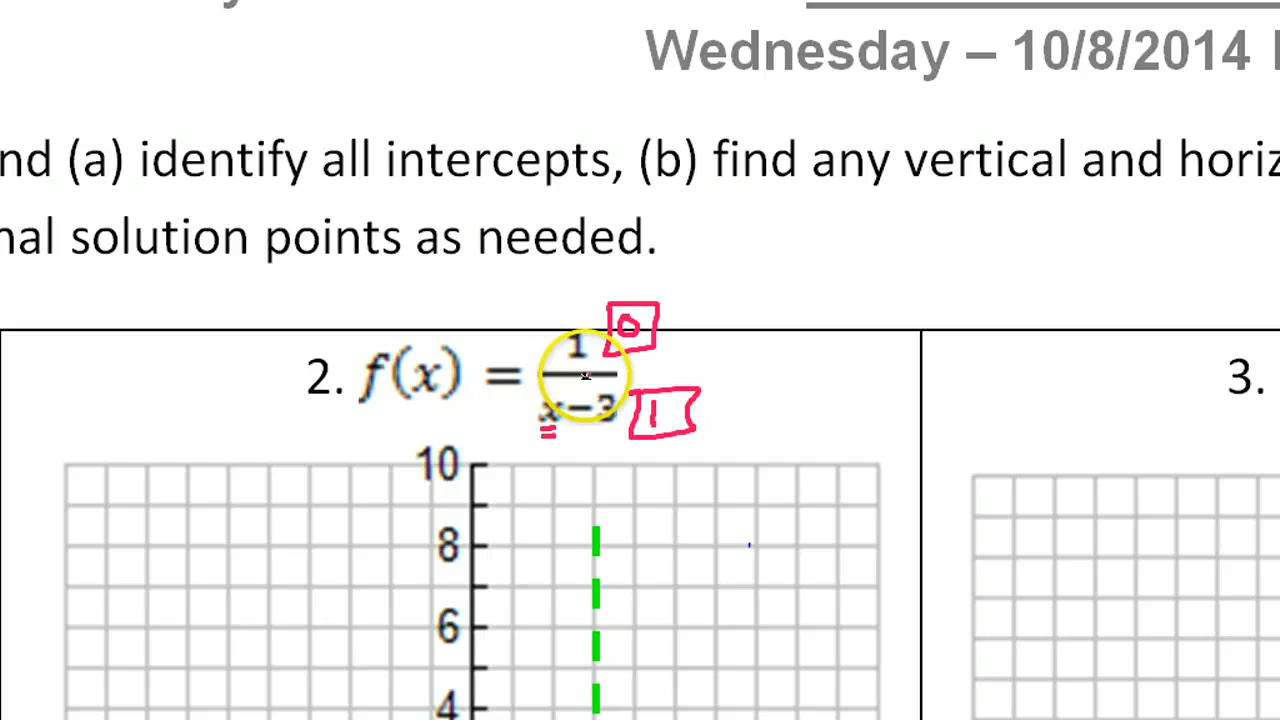 Wednesday – 10/8/2014
nd (a) identify all intercepts, (b) find any vertical and horiz
nal solution points as needed.
0
2. f(x) = 1/x−3
1
3.
10
8
6
4